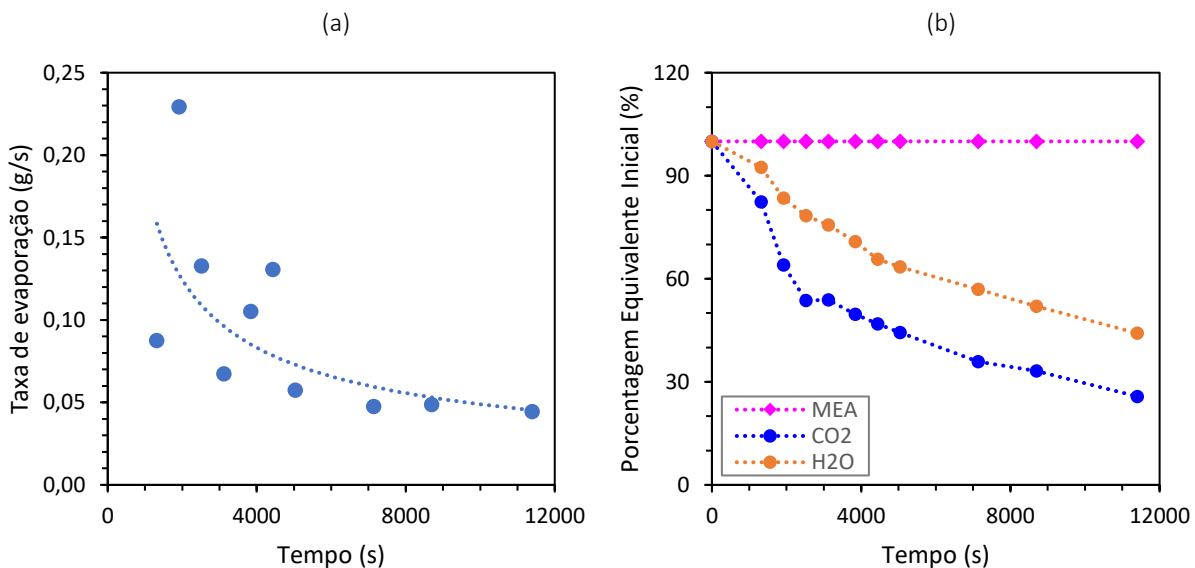 (a)
Taxa de evaporação (g/s)
0,25
0,20
0,15
0,10
0,05
0,00
0 4000 8000 12000
Tempo (s)
(b)
Porcentagem Equivalente Inicial (%)
120
90
60
30
0
MEA
CO2
H2O
0 4000 8000 12000
Tempo (s)